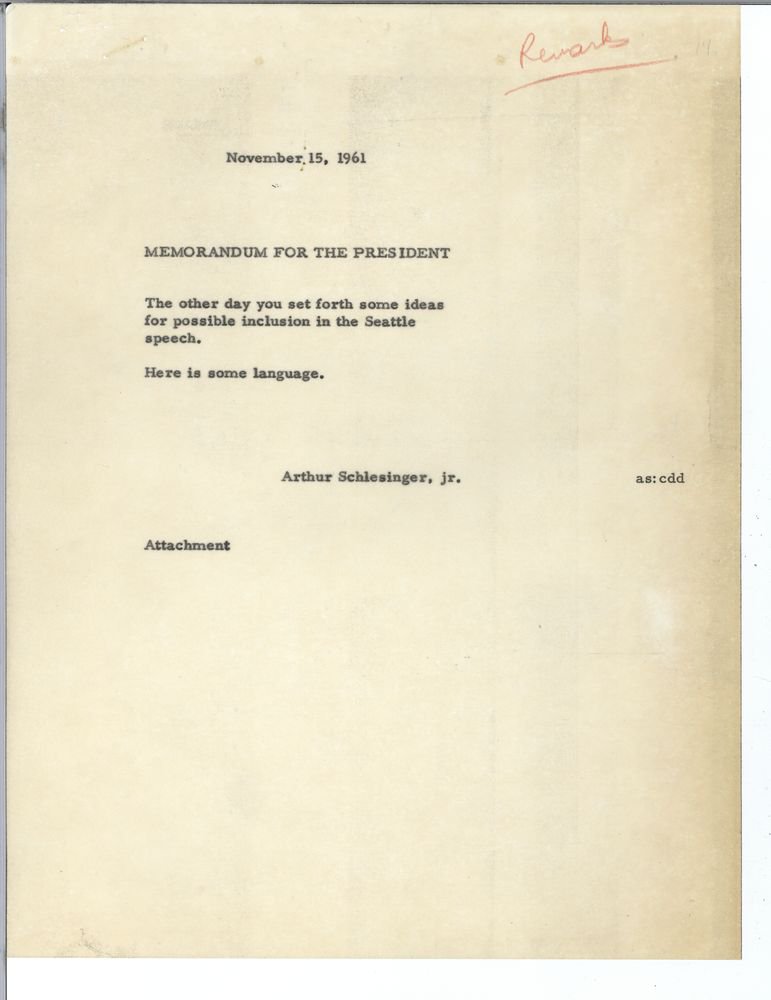 Remarks
November 15, 1961
MEMORANDUM FOR THE PRESIDENT
The other day you set forth some ideas
for possible inclusion in the Seattle
speech.
Here is some language.
Arthur Schlesinger, jr.
as:cdd
Attachment